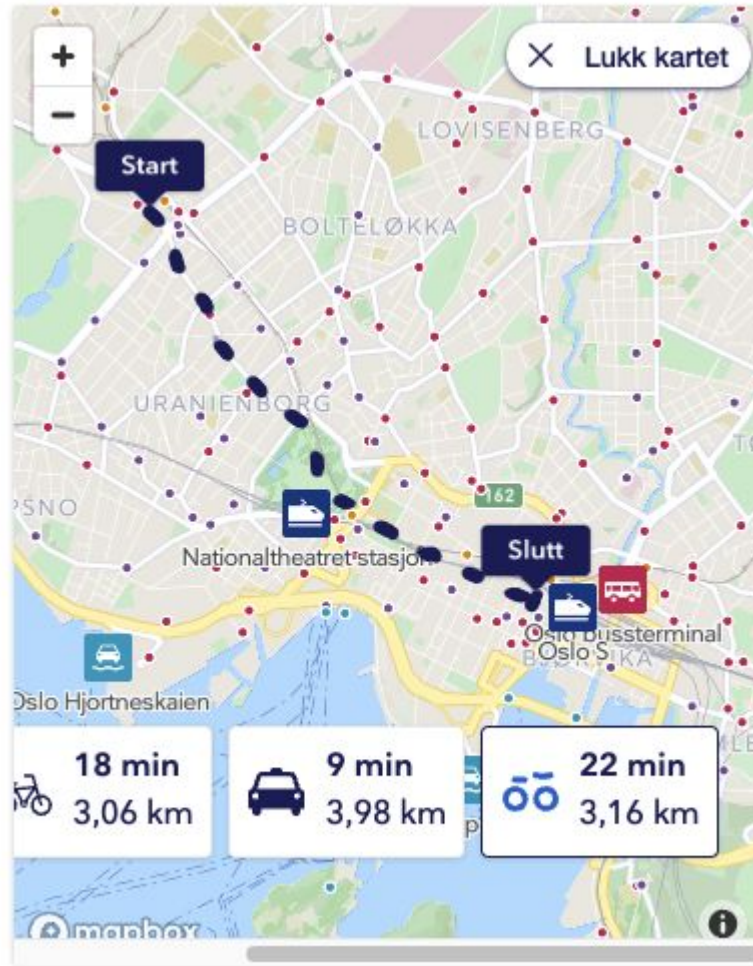 +
Lukk kartet
−
LOVISENBERG
Start
BOLTELØKKA
URANIENBORG
162
PSNO
Slutt
Nationaltheatret stasjon
Oslo bussterminal
Oslo S
BJØRVIKA
Oslo Hjortneskaien
18 min
3,06 km
9 min
3,98 km
22 min
3,16 km
mapbox